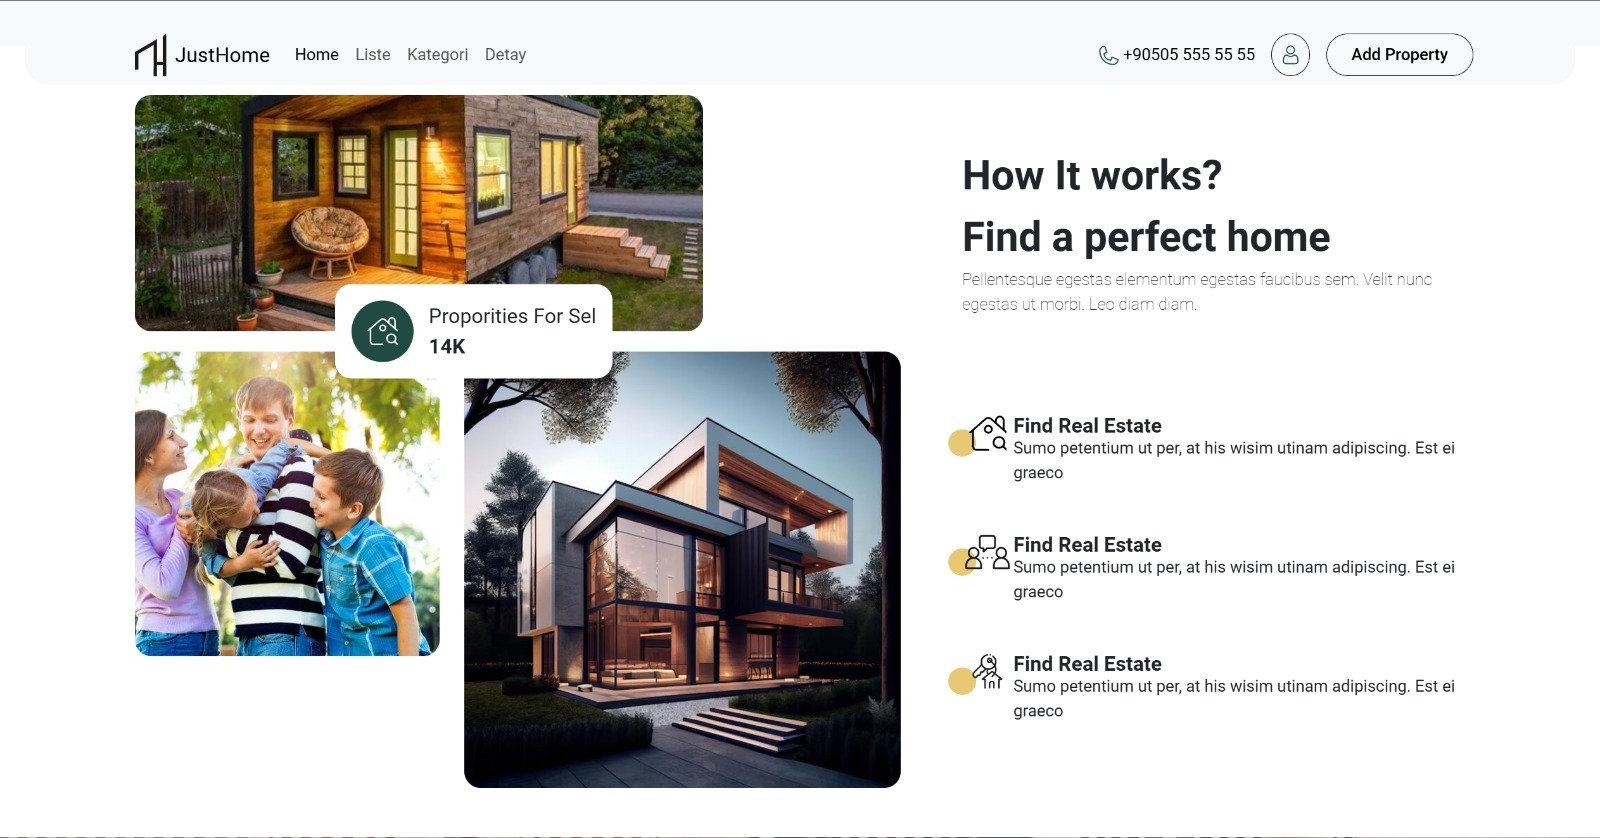 JustHome
Home Liste Kategori Detay
+90505 555 55 55
Add Property
Proporities For Sel
14K
How It works?
Find a perfect home
Pellentesque egestas elementum egestas faucibus sem. Velit nunc
egestas ut morbi. Leo diam diam.
Find Real Estate
Sumo petentium ut per, at his wisim utinam adipiscing. Est ei
graeco
Find Real Estate
Sumo petentium ut per, at his wisim utinam adipiscing. Est ei
graeco
Find Real Estate
Sumo petentium ut per, at his wisim utinam adipiscing. Est ei
graeco